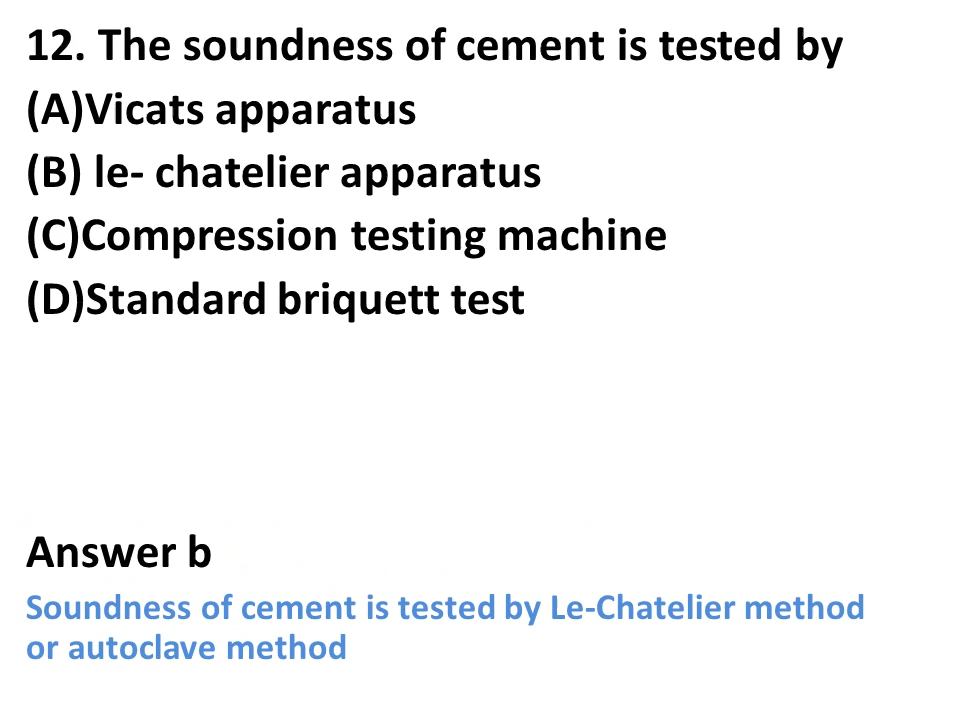 12. The soundness of cement is tested by
(A)Vicats apparatus
(B) le- chatelier apparatus
(C)Compression testing machine
(D)Standard briquett test
Answer b
Soundness of cement is tested by Le-Chatelier method
or autoclave method